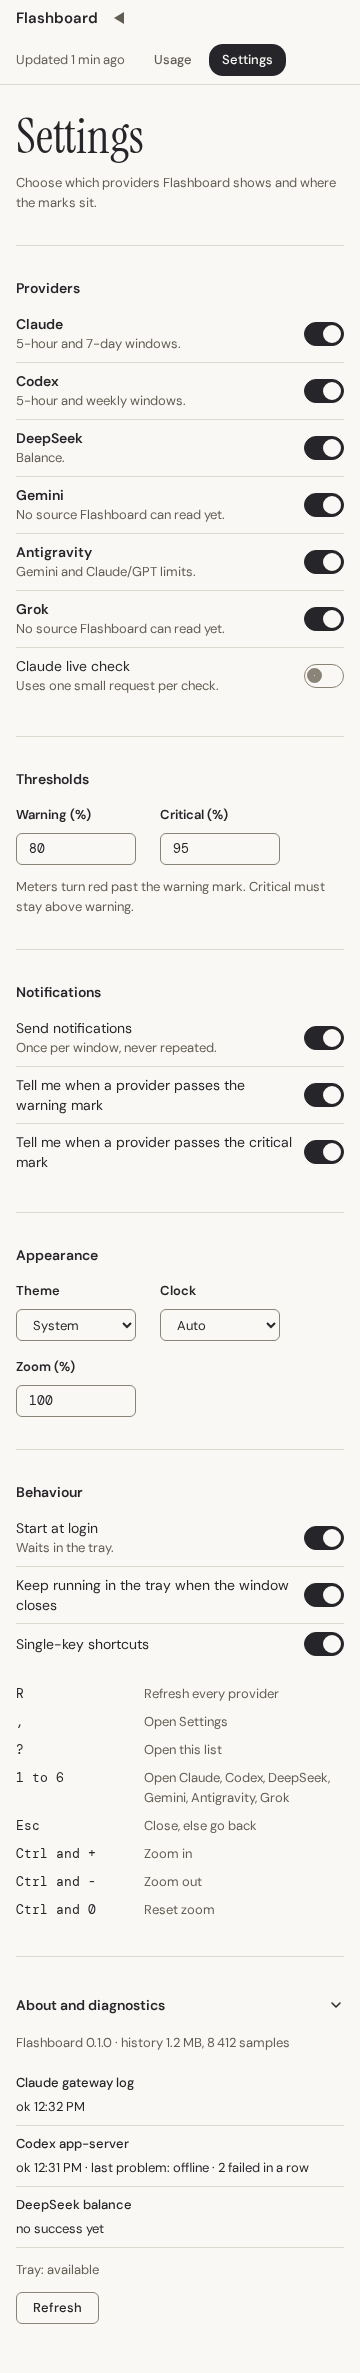 Flashboard
Updated 1 min ago Usage Settings
Settings
Choose which providers Flashboard shows and where
the marks sit.
Providers
Claude
5-hour and 7-day windows.
Codex
5-hour and weekly windows.
DeepSeek
Balance.
Gemini
No source Flashboard can read yet.
Antigravity
Gemini and Claude/GPT limits.
Grok
No source Flashboard can read yet.
Claude live check
Uses one small request per check.
Thresholds
Warning (%) Critical (%)
80 95
Meters turn red past the warning mark. Critical must
stay above warning.
Notifications
Send notifications
Once per window, never repeated.
Tell me when a provider passes the
warning mark
Tell me when a provider passes the critical
mark
Appearance
Theme Clock
System Auto
Zoom (%)
100
Behaviour
Start at login
Waits in the tray.
Keep running in the tray when the window
closes
Single-key shortcuts
R Refresh every provider
, Open Settings
? Open this list
1 to 6 Open Claude, Codex, DeepSeek,
Gemini, Antigravity, Grok
Esc Close, else go back
Ctrl and + Zoom in
Ctrl and - Zoom out
Ctrl and 0 Reset zoom
About and diagnostics
Flashboard 0.1.0 · history 1.2 MB, 8 412 samples
Claude gateway log
ok 12:32 PM
Codex app-server
ok 12:31 PM · last problem: offline · 2 failed in a row
DeepSeek balance
no success yet
Tray: available
Refresh